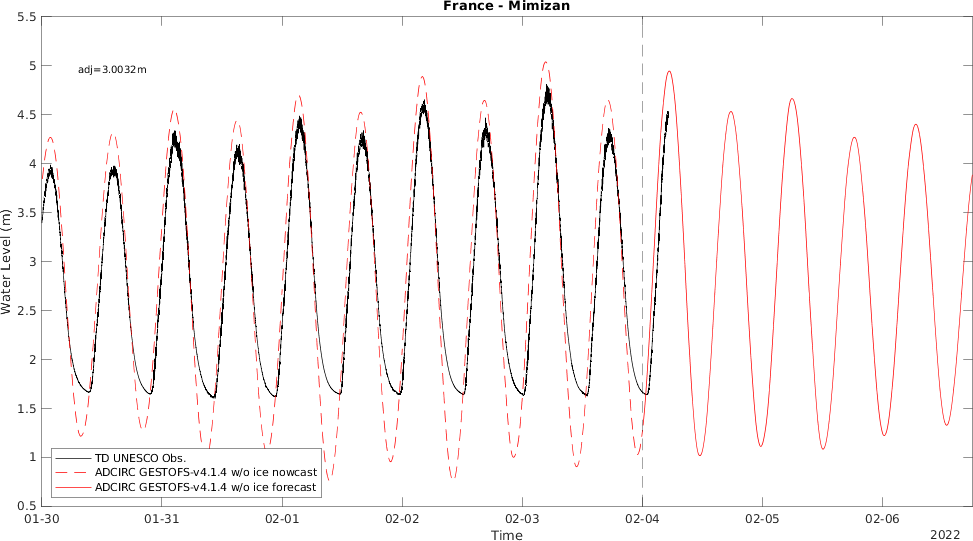 France - Mimizan
5.5
5
4.5
4
3.5
3
2.5
2
1.5
1
0.5
Water Level (m)
adj=3.0032m
TD UNESCO Obs.
ADCIRC GESTOFS-v4.1.4 w/o ice nowcast
ADCIRC GESTOFS-v4.1.4 w/o ice forecast
01-30 01-31 02-01 02-02 02-03 02-04 02-05 02-06
Time
2022